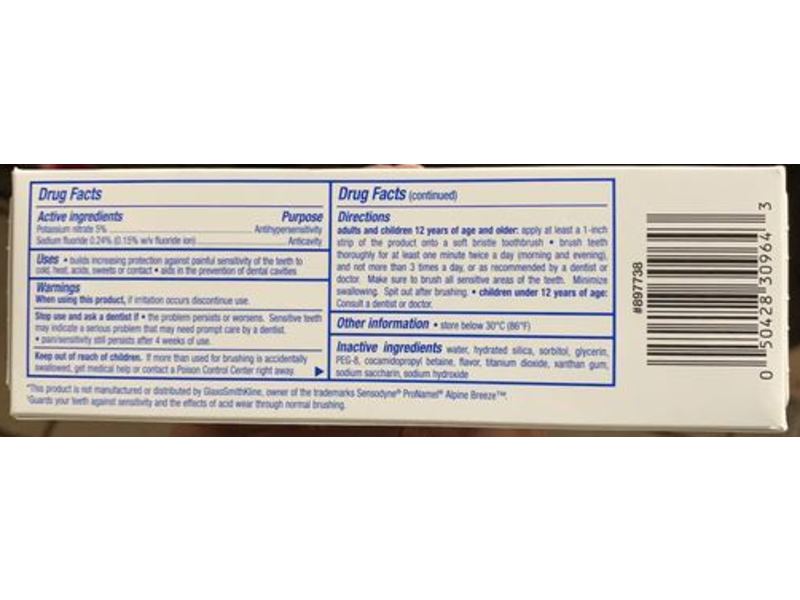 Drug Facts
Active ingredients Purpose
Potassium nitrate 5% Antihypersensitivity
Sodium fluoride 0.24% (0.15% w/v fluoride ion) Anticavity
Uses • builds increasing protection against painful sensitivity of the teeth to
cold, heat, acids, sweets or contact • aids in the prevention of dental cavities
Warnings
When using this product, if irritation occurs discontinue use.
Stop use and ask a dentist if • the problem persists or worsens. Sensitive teeth
may indicate a serious problem that may need prompt care by a dentist.
• pain/sensitivity still persists after 4 weeks of use.
Keep out of reach of children. If more than used for brushing is accidentally
swallowed, get medical help or contact a Poison Control Center right away.
Drug Facts (continued)
Directions
adults and children 12 years of age and older: apply at least a 1-inch
strip of the product onto a soft bristle toothbrush • brush teeth
thoroughly for at least one minute twice a day (morning and evening),
and not more than 3 times a day, or as recommended by a dentist or
doctor. Make sure to brush all sensitive areas of the teeth. Minimize
swallowing. Spit out after brushing. • children under 12 years of age:
Consult a dentist or doctor.
Other information • store below 30°C (86°F)
Inactive ingredients water, hydrated silica, sorbitol, glycerin,
PEG-8, cocamidopropyl betaine, flavor, titanium dioxide, xanthan gum,
sodium saccharin, sodium hydroxide
*This product is not manufactured or distributed by GlaxoSmithKline, owner of the trademarks Sensodyne® ProNamel® Alpine Breeze™.
†Guards your teeth against sensitivity and the effects of acid wear through normal brushing.
#897738
0 50428 30964 3